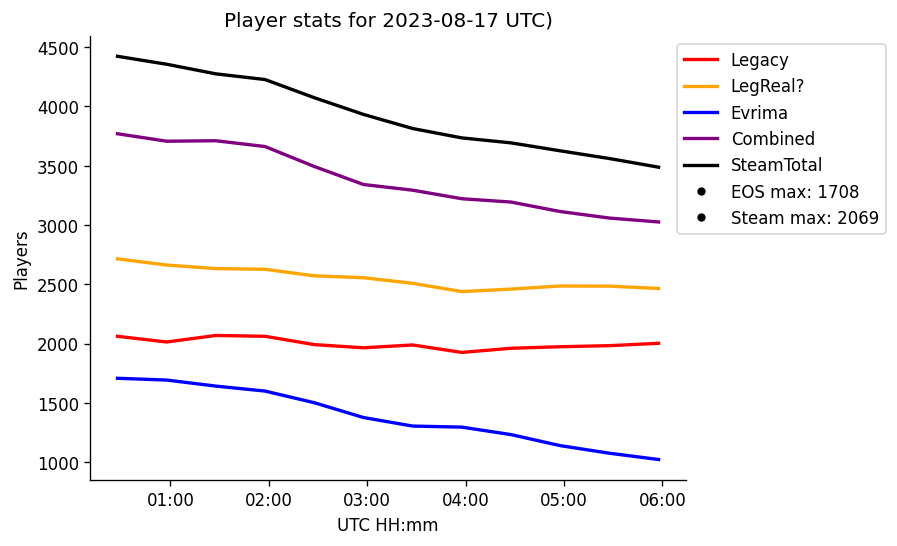 Player stats for 2023-08-17 UTC)
4500
4000
3500
3000
2500
2000
1500
1000
Players
01:00 02:00 03:00 04:00 05:00 06:00
UTC HH:mm
Legacy
LegReal?
Evrima
Combined
SteamTotal
EOS max: 1708
Steam max: 2069